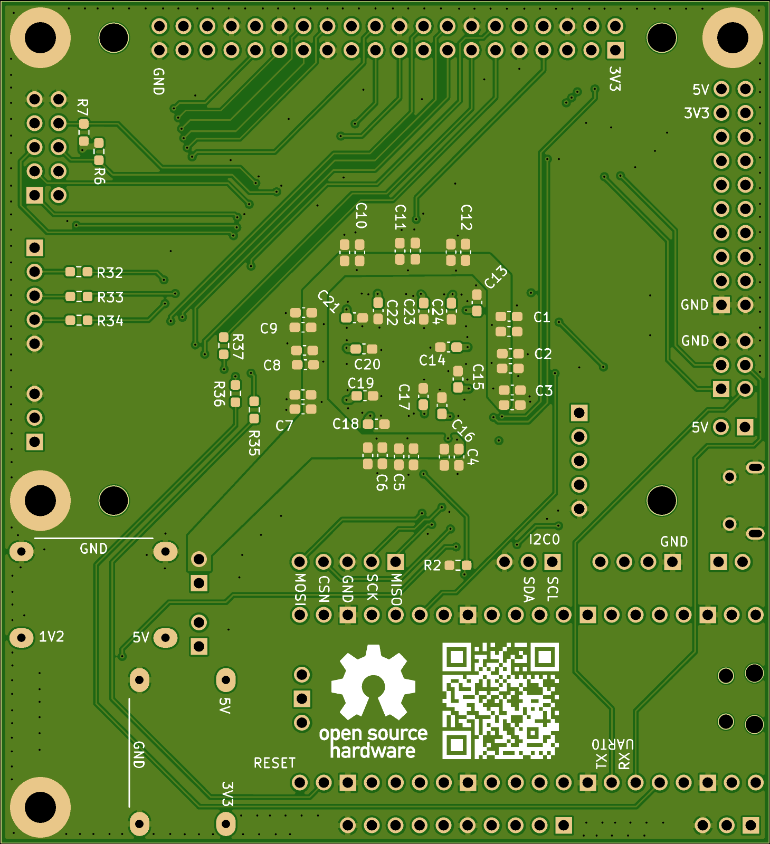 GND
3V3
5V
3V3
R7
R6
C10
C11
C12
R32
R33
R34
C13
C21
C22
C23
C24
C1
GND
C9
R37
C14
C2
GND
C8
C20
C15
C19
R36
C17
C3
C7
C18
5V
R35
C16
C6
C5
C4
GND
I2C0
GND
R2
MOSI
CSN
GND
SCK
MISO
SDA
SCL
1V2
5V
5V
open source
hardware
GND
RESET
UART0
TX1
RX0
3V3